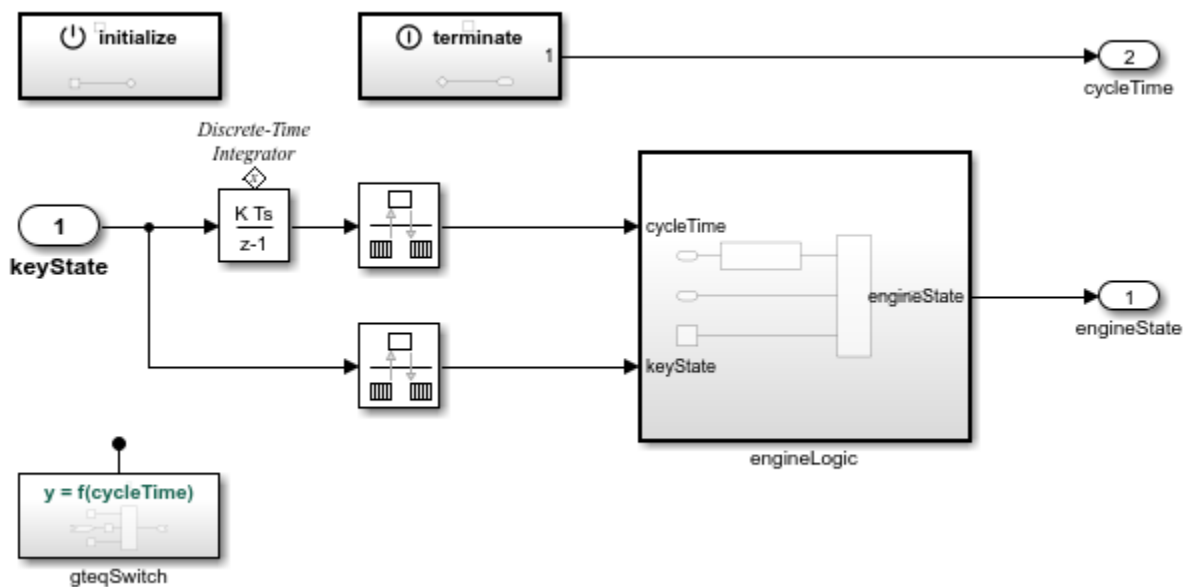 initialize
terminate
1
2
cycleTime
Discrete-Time
Integrator
x
1
keyState
K Ts
z-1
cycleTime
engineState
keyState
engineLogic
1
engineState
y = f(cycleTime)
gteqSwitch